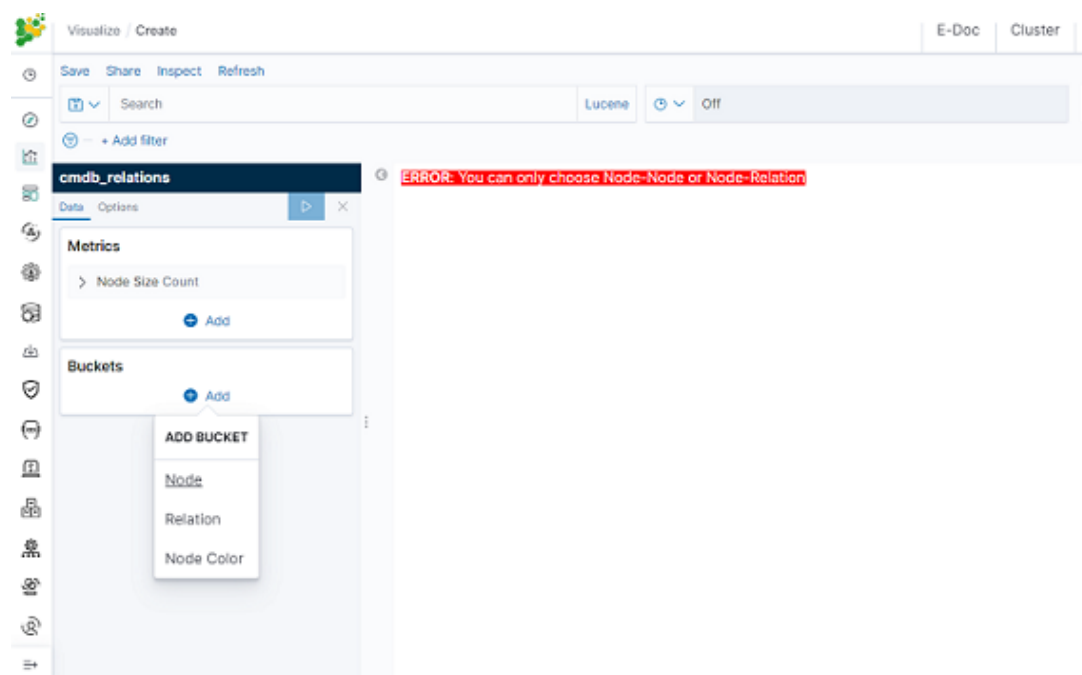 Visualize / Create
E-Doc Cluster
Save Share Inspect Refresh
Search Lucene Off
+ Add filter
cmdb_relations
ERROR: You can only choose Node-Node or Node-Relation
Data Options
Metrics
Node Size Count
Add
Buckets
Add
ADD BUCKET
Node
Relation
Node Color